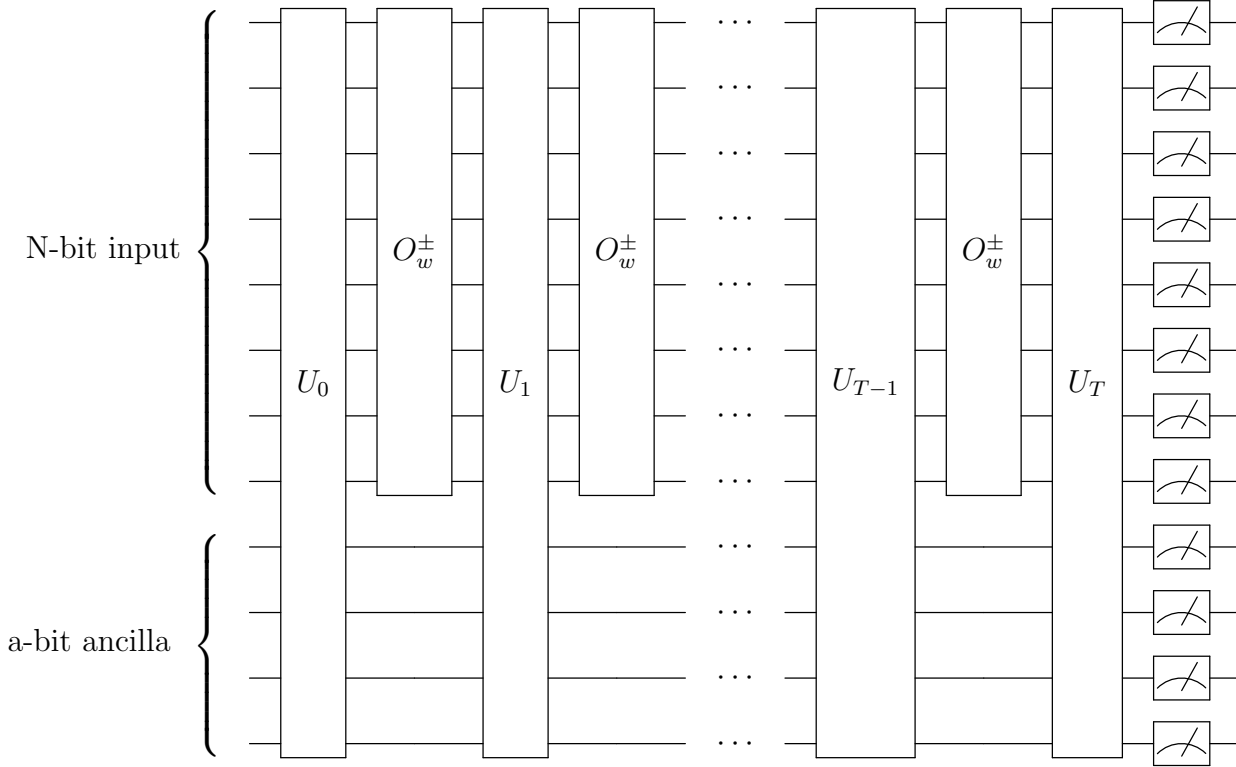 N-bit input
a-bit ancilla
U_0
O_w^±
U_1
O_w^±
U_{T−1}
O_w^±
U_T
···
···
···
···
···
···
···
···
···
···
···
···